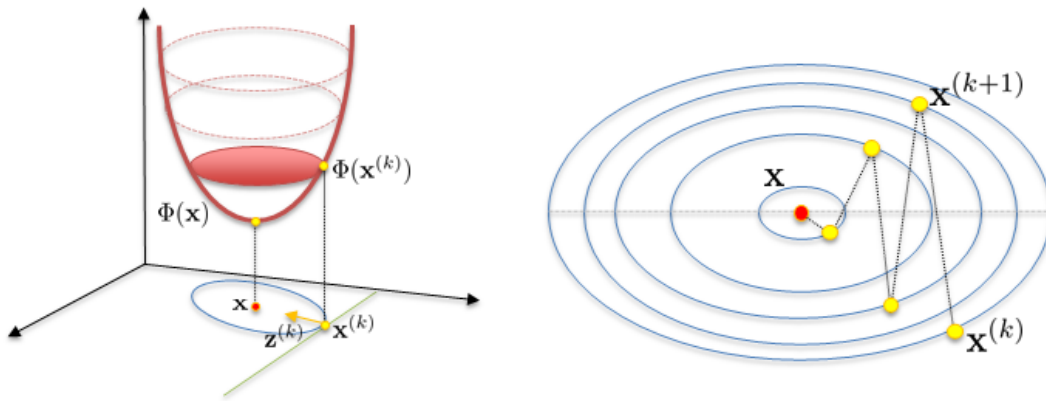 Φ(x^(k))
Φ(x)
x
z^(k)
x^(k)
x^(k+1)
x
x^(k)